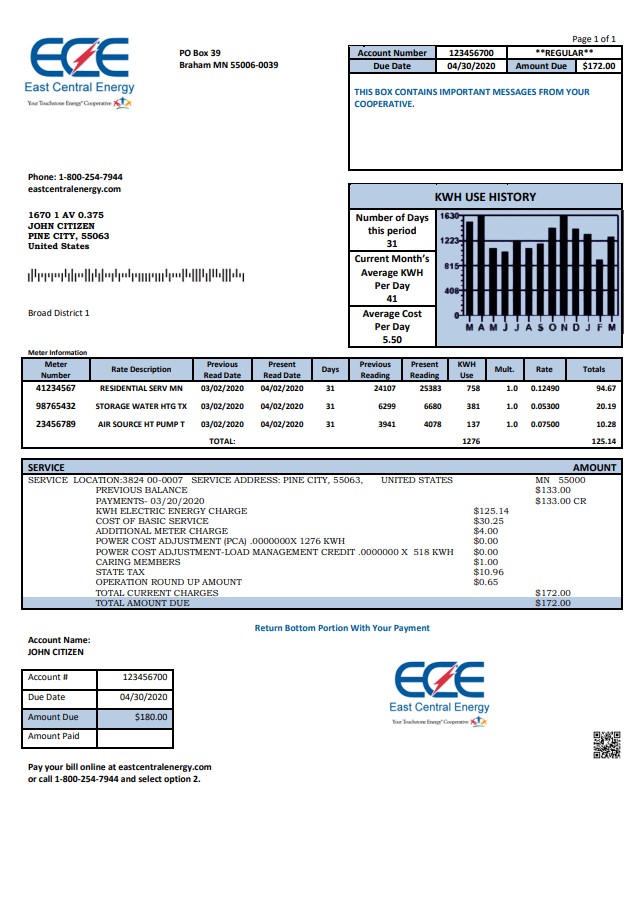 Page 1 of 1
ECE
East Central Energy
Your Touchstone Energy® Cooperative
PO Box 39
Braham MN 55006-0039
Account Number 123456700 **REGULAR**
Due Date 04/30/2020 Amount Due $172.00
THIS BOX CONTAINS IMPORTANT MESSAGES FROM YOUR
COOPERATIVE.
Phone: 1-800-254-7944
eastcentralenergy.com
1670 1 AV 0.375
JOHN CITIZEN
PINE CITY, 55063
United States
Broad District 1
KWH USE HISTORY
Number of Days
this period
31
Current Month's
Average KWH
Per Day
41
Average Cost
Per Day
5.50
1630
1223
815
408
0
M A M J J A S O N D J F M
Meter Information
Meter Number Rate Description Previous Read Date Present Read Date Days Previous Reading Present Reading KWH Use Mult. Rate Totals
41234567 RESIDENTIAL SERV MN 03/02/2020 04/02/2020 31 24107 25383 758 1.0 0.12490 94.67
98765432 STORAGE WATER HTG TX 03/02/2020 04/02/2020 31 6299 6680 381 1.0 0.05300 20.19
23456789 AIR SOURCE HT PUMP T 03/02/2020 04/02/2020 31 3941 4078 137 1.0 0.07500 10.28
TOTAL: 1276 125.14
SERVICE AMOUNT
SERVICE LOCATION:3824 00-0007 SERVICE ADDRESS: PINE CITY, 55063, UNITED STATES MN 55000
PREVIOUS BALANCE $133.00
PAYMENTS- 03/20/2020 $133.00 CR
KWH ELECTRIC ENERGY CHARGE $125.14
COST OF BASIC SERVICE $30.25
ADDITIONAL METER CHARGE $4.00
POWER COST ADJUSTMENT (PCA) .0000000X 1276 KWH $0.00
POWER COST ADJUSTMENT-LOAD MANAGEMENT CREDIT .0000000 X 518 KWH $0.00
CARING MEMBERS $1.00
STATE TAX $10.96
OPERATION ROUND UP AMOUNT $0.65
TOTAL CURRENT CHARGES $172.00
TOTAL AMOUNT DUE $172.00
Return Bottom Portion With Your Payment
Account Name:
JOHN CITIZEN
Account # 123456700
Due Date 04/30/2020
Amount Due $180.00
Amount Paid
ECE
East Central Energy
Your Touchstone Energy® Cooperative
Pay your bill online at eastcentralenergy.com
or call 1-800-254-7944 and select option 2.